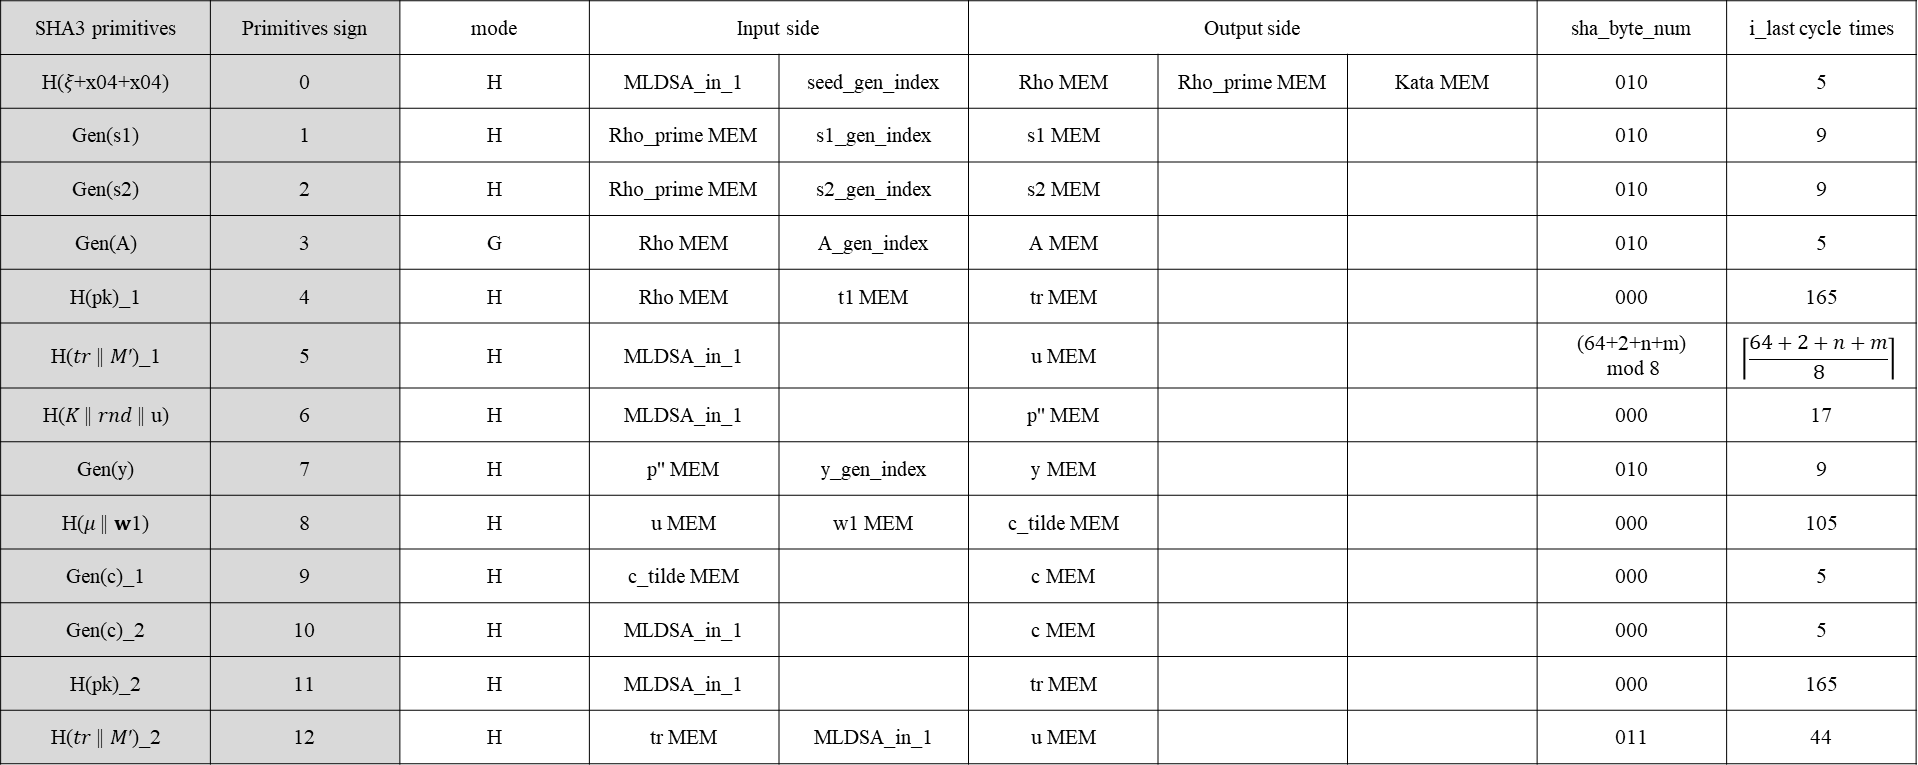 SHA3 primitives Primitives sign mode Input side Output side sha_byte_num i_last cycle times
H(ξ+x04+x04) 0 H MLDSA_in_1 seed_gen_index Rho MEM Rho_prime MEM Kata MEM 010 5
Gen(s1) 1 H Rho_prime MEM s1_gen_index s1 MEM 010 9
Gen(s2) 2 H Rho_prime MEM s2_gen_index s2 MEM 010 9
Gen(A) 3 G Rho MEM A_gen_index A MEM 010 5
H(pk)_1 4 H Rho MEM t1 MEM tr MEM 000 165
H(tr ∥ M′)_1 5 H MLDSA_in_1 u MEM (64+2+n+m) mod 8 ⌈(64 + 2 + n + m)/8⌉
H(K ∥ rnd ∥ u) 6 H MLDSA_in_1 p'' MEM 000 17
Gen(y) 7 H p'' MEM y_gen_index y MEM 010 9
H(μ ∥ w1) 8 H u MEM w1 MEM c_tilde MEM 000 105
Gen(c)_1 9 H c_tilde MEM c MEM 000 5
Gen(c)_2 10 H MLDSA_in_1 c MEM 000 5
H(pk)_2 11 H MLDSA_in_1 tr MEM 000 165
H(tr ∥ M′)_2 12 H tr MEM MLDSA_in_1 u MEM 011 44